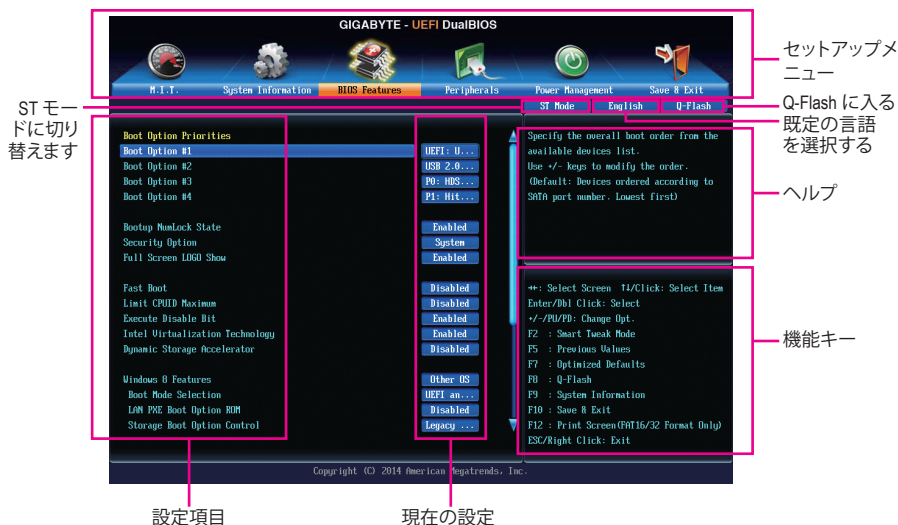 GIGABYTE - UEFI DualBIOS
M.I.T.
System Information
BIOS Features
Peripherals
Power Management
Save & Exit
セットアップメ
ニュー
ST Mode
English
Q-Flash
ST モー
ドに切り
替えます
Q-Flash に入る
既定の言語
を選択する
Boot Option Priorities
Boot Option #1 UEFI: U...
Boot Option #2 USB 2.0...
Boot Option #3 P0: HDS...
Boot Option #4 P1: Hit...
Bootup NumLock State Enabled
Security Option System
Full Screen LOGO Show Enabled
Fast Boot Disabled
Limit CPUID Maximum Disabled
Execute Disable Bit Enabled
Intel Virtualization Technology Enabled
Dynamic Storage Accelerator Disabled
Windows 8 Features Other OS
Boot Mode Selection UEFI an...
LAN PXE Boot Option ROM Disabled
Storage Boot Option Control Legacy ...
Specify the overall boot order from the
available devices list.
Use +/- keys to modify the order.
(Default: Devices ordered according to
SATA port number. Lowest first)
ヘルプ
→←: Select Screen ↑↓/Click: Select Item
Enter/Dbl Click: Select
+/-/PU/PD: Change Opt.
F2 : Smart Tweak Mode
F5 : Previous Values
F7 : Optimized Defaults
F8 : Q-Flash
F9 : System Information
F10 : Save & Exit
F12 : Print Screen(FAT16/32 Format Only)
ESC/Right Click: Exit
機能キー
Copyright (C) 2014 American Megatrends, Inc.
設定項目
現在の設定